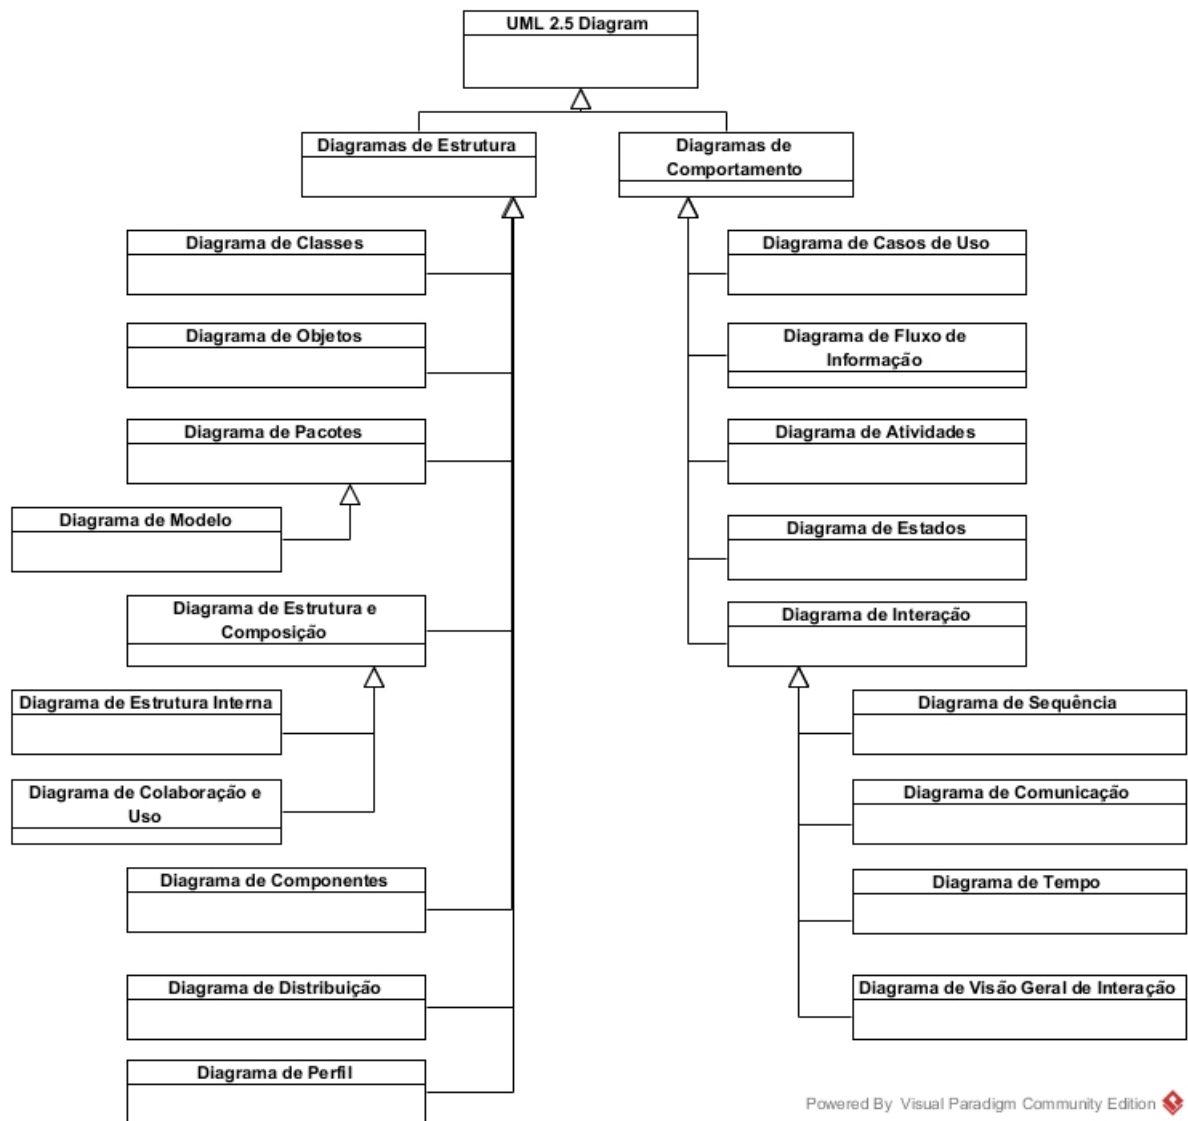 UML 2.5 Diagram
Diagramas de Estrutura
Diagramas de
Comportamento
Diagrama de Classes
Diagrama de Objetos
Diagrama de Pacotes
Diagrama de Modelo
Diagrama de Estrutura e
Composição
Diagrama de Estrutura Interna
Diagrama de Colaboração e
Uso
Diagrama de Componentes
Diagrama de Distribuição
Diagrama de Perfil
Diagrama de Casos de Uso
Diagrama de Fluxo de
Informação
Diagrama de Atividades
Diagrama de Estados
Diagrama de Interação
Diagrama de Sequência
Diagrama de Comunicação
Diagrama de Tempo
Diagrama de Visão Geral de Interação
Powered By Visual Paradigm Community Edition